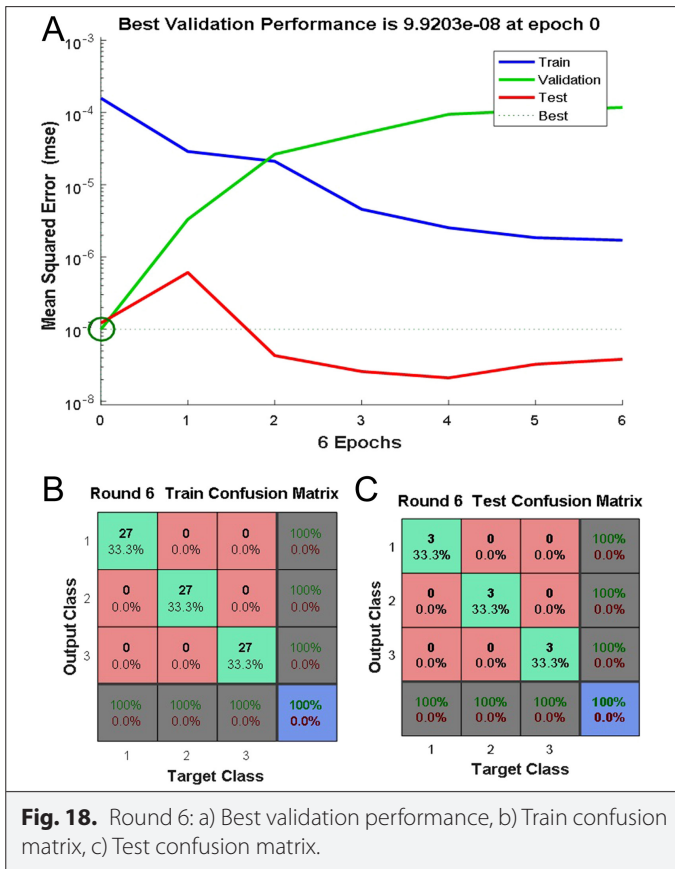 A
Best Validation Performance is 9.9203e-08 at epoch 0
Mean Squared Error (mse)
10-3
10-4
10-5
10-6
10-7
10-8
Train
Validation
Test
Best
0 1 2 3 4 5 6
6 Epochs
B
Round 6 Train Confusion Matrix
Output Class
1
27 0 0 100%
33.3% 0.0% 0.0% 0.0%
2
0 27 0 100%
0.0% 33.3% 0.0% 0.0%
3
0 0 27 100%
0.0% 0.0% 33.3% 0.0%
100% 100% 100% 100%
0.0% 0.0% 0.0% 0.0%
1 2 3
Target Class
C
Round 6 Test Confusion Matrix
Output Class
1
3 0 0 100%
33.3% 0.0% 0.0% 0.0%
2
0 3 0 100%
0.0% 33.3% 0.0% 0.0%
3
0 0 3 100%
0.0% 0.0% 33.3% 0.0%
100% 100% 100% 100%
0.0% 0.0% 0.0% 0.0%
1 2 3
Target Class
Fig. 18. Round 6: a) Best validation performance, b) Train confusion
matrix, c) Test confusion matrix.